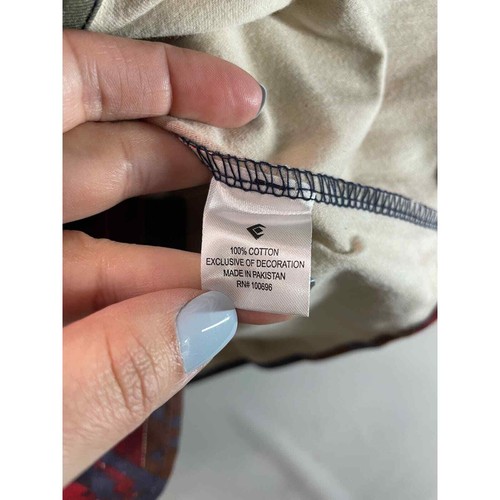 100% COTTON
EXCLUSIVE OF DECORATION
MADE IN PAKISTAN
RN# 100696